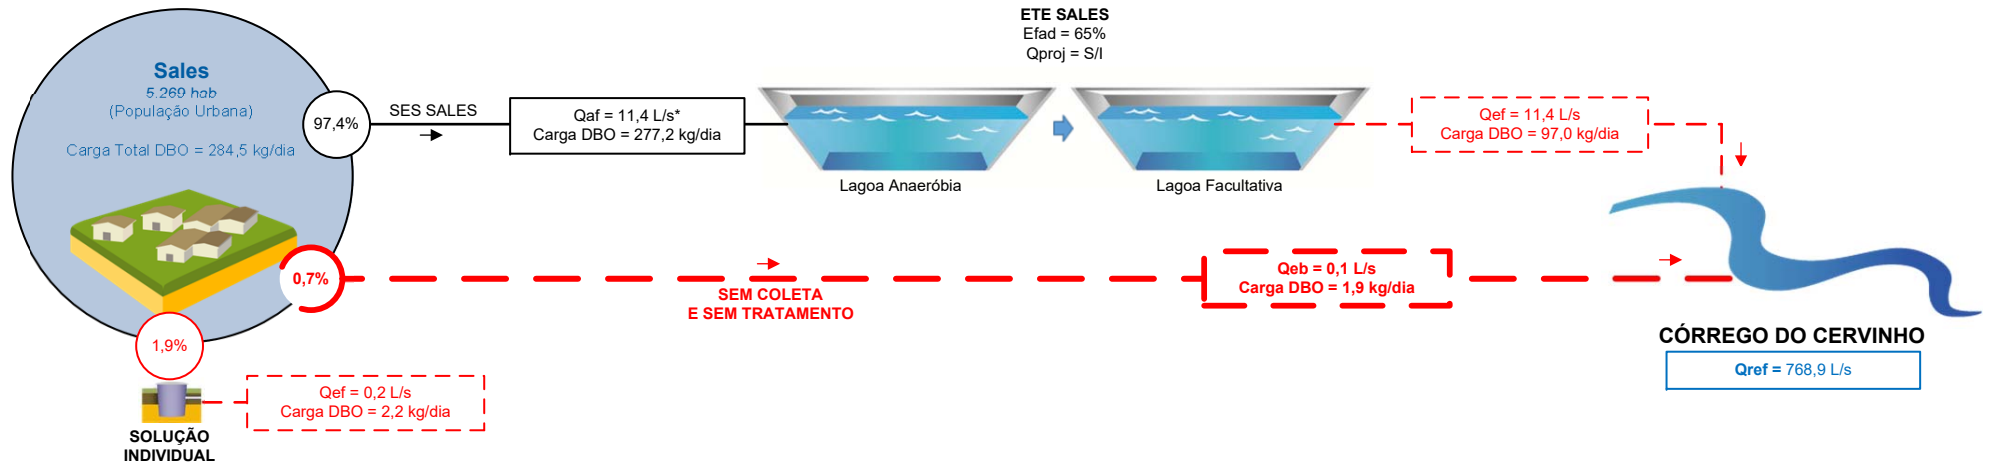 ETE SALES
Efad = 65%
Qproj = S/I
Sales
5.269 hab
(População Urbana)
Carga Total DBO = 284,5 kg/dia
97,4%
SES SALES
Qaf = 11,4 L/s*
Carga DBO = 277,2 kg/dia
Lagoa Anaeróbia
Lagoa Facultativa
Qef = 11,4 L/s
Carga DBO = 97,0 kg/dia
0,7%
SEM COLETA
E SEM TRATAMENTO
Qeb = 0,1 L/s
Carga DBO = 1,9 kg/dia
CÓRREGO DO CERVINHO
Qref = 768,9 L/s
1,9%
Qef = 0,2 L/s
Carga DBO = 2,2 kg/dia
SOLUÇÃO
INDIVIDUAL